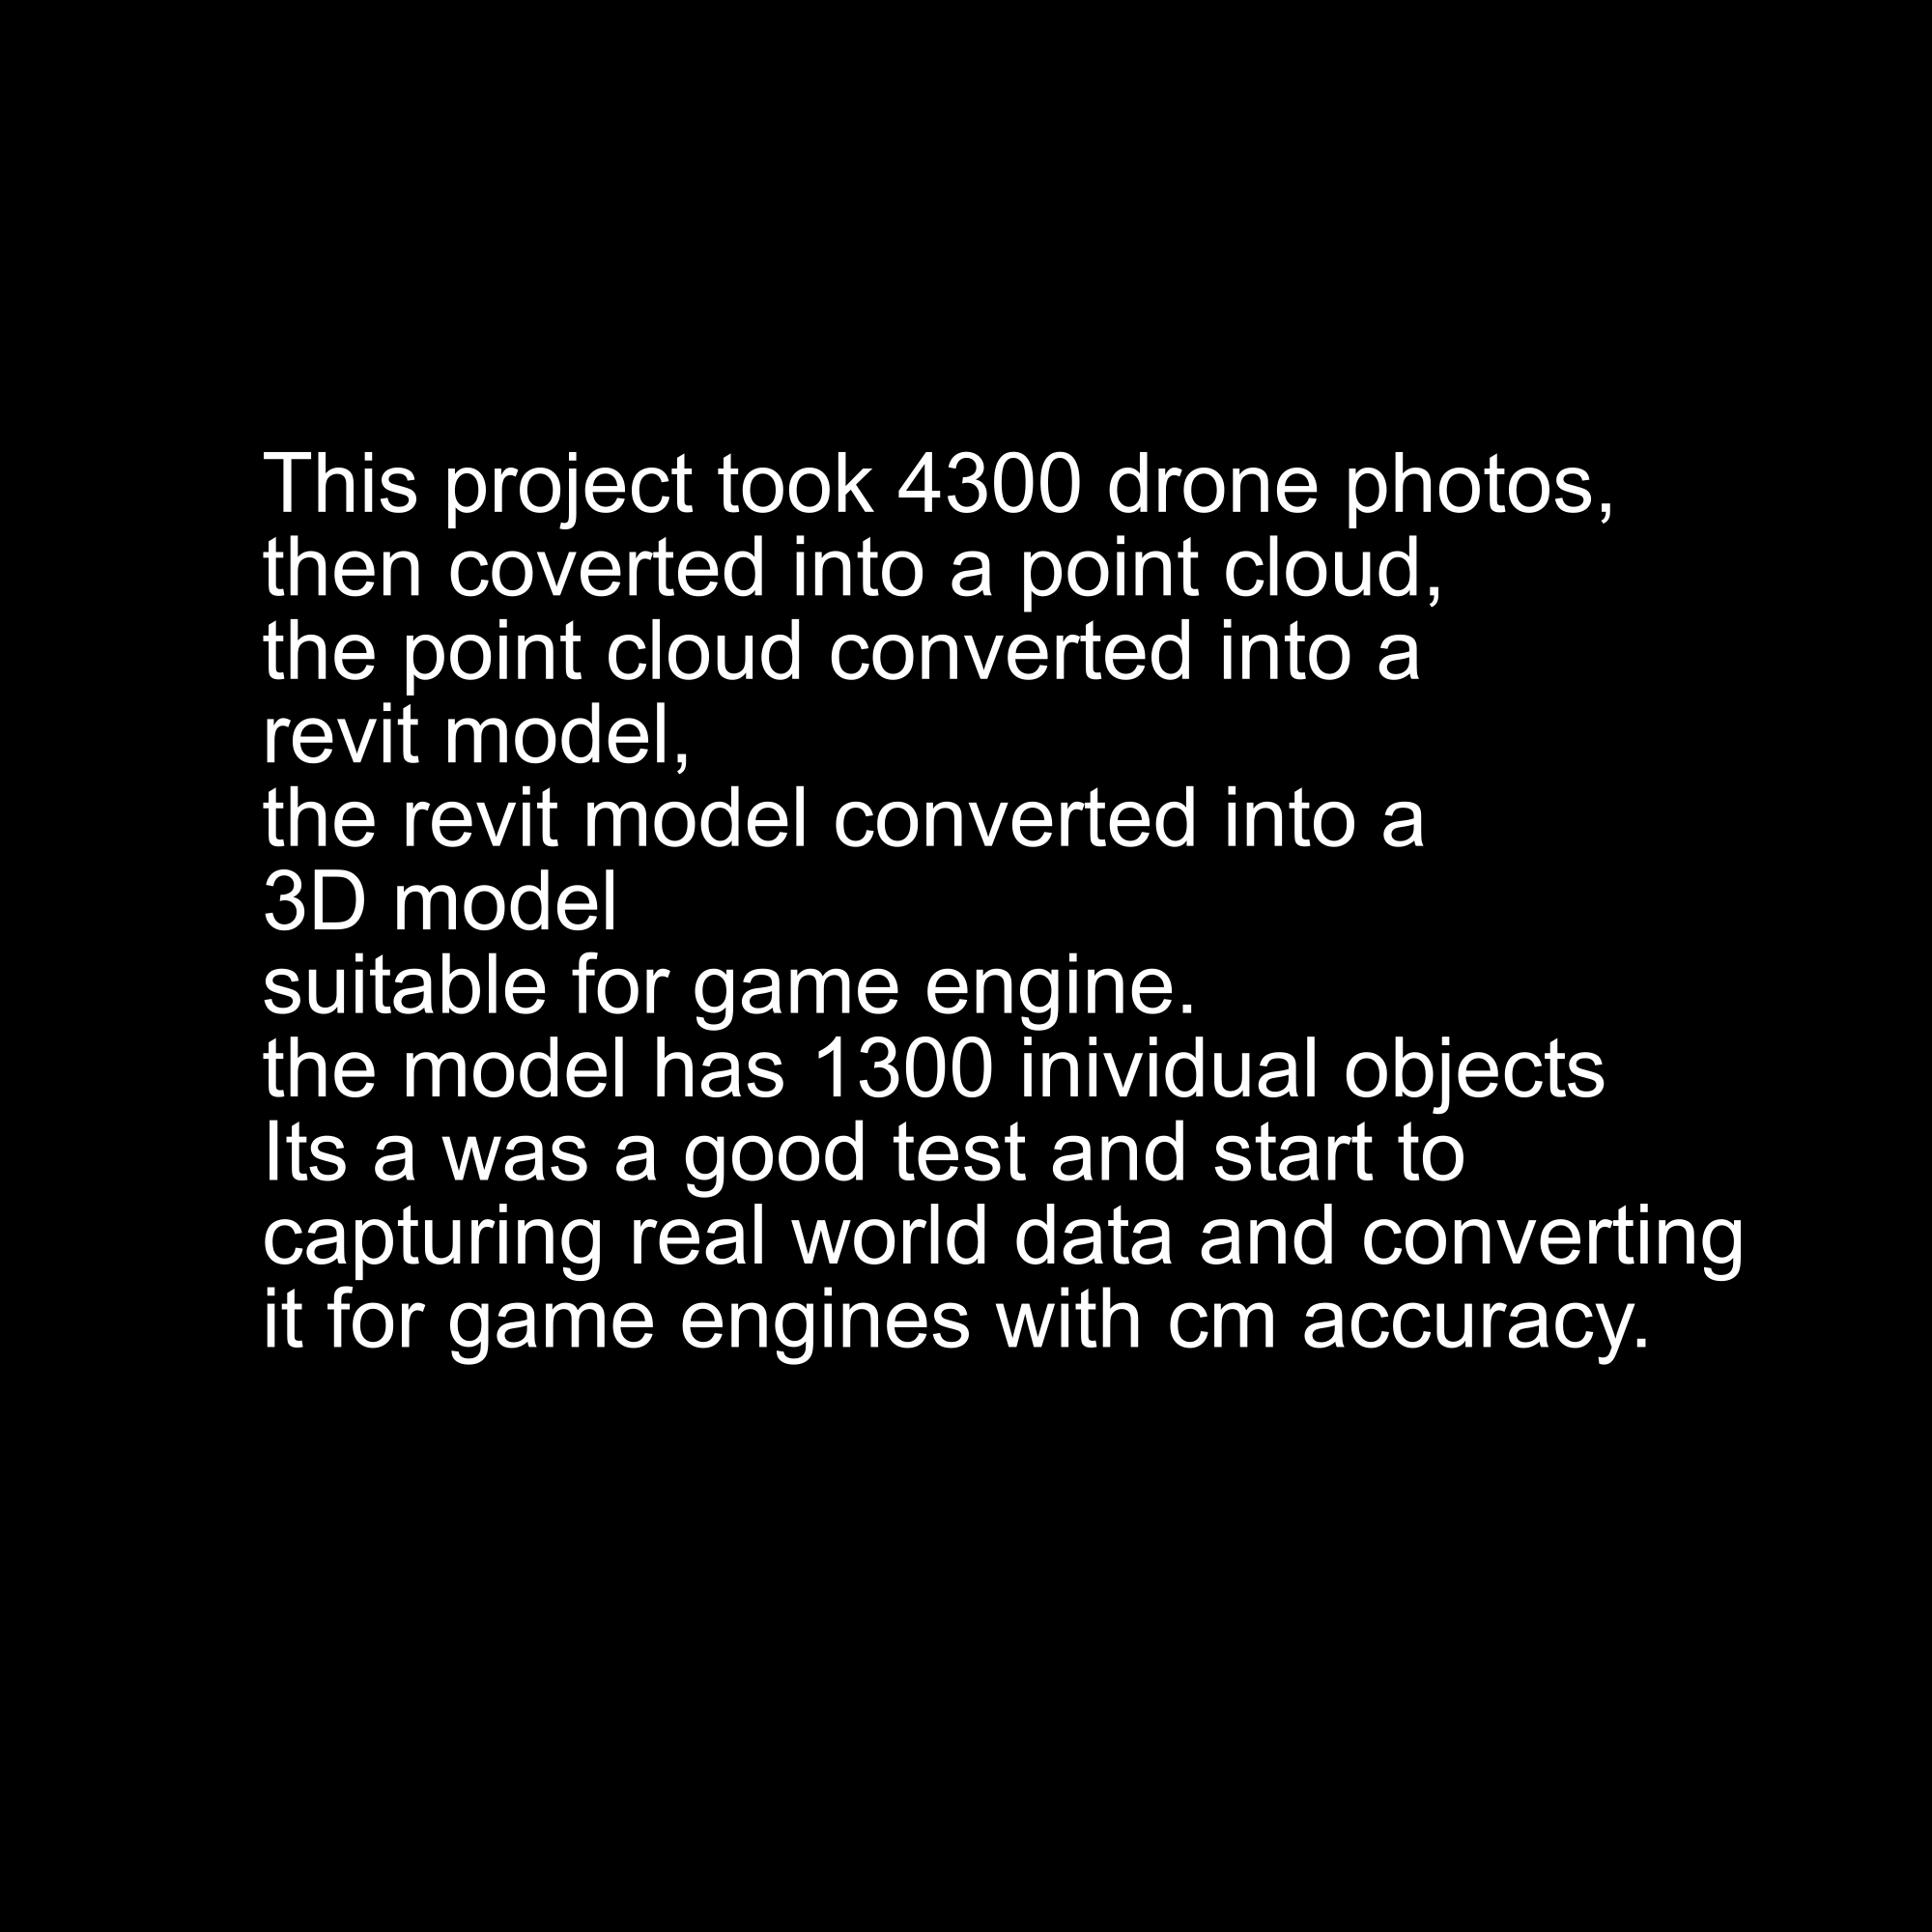 This project took 4300 drone photos,
then coverted into a point cloud,
the point cloud converted into a
revit model,
the revit model converted into a
3D model
suitable for game engine.
the model has 1300 inividual objects
Its a was a good test and start to
capturing real world data and converting
it for game engines with cm accuracy.